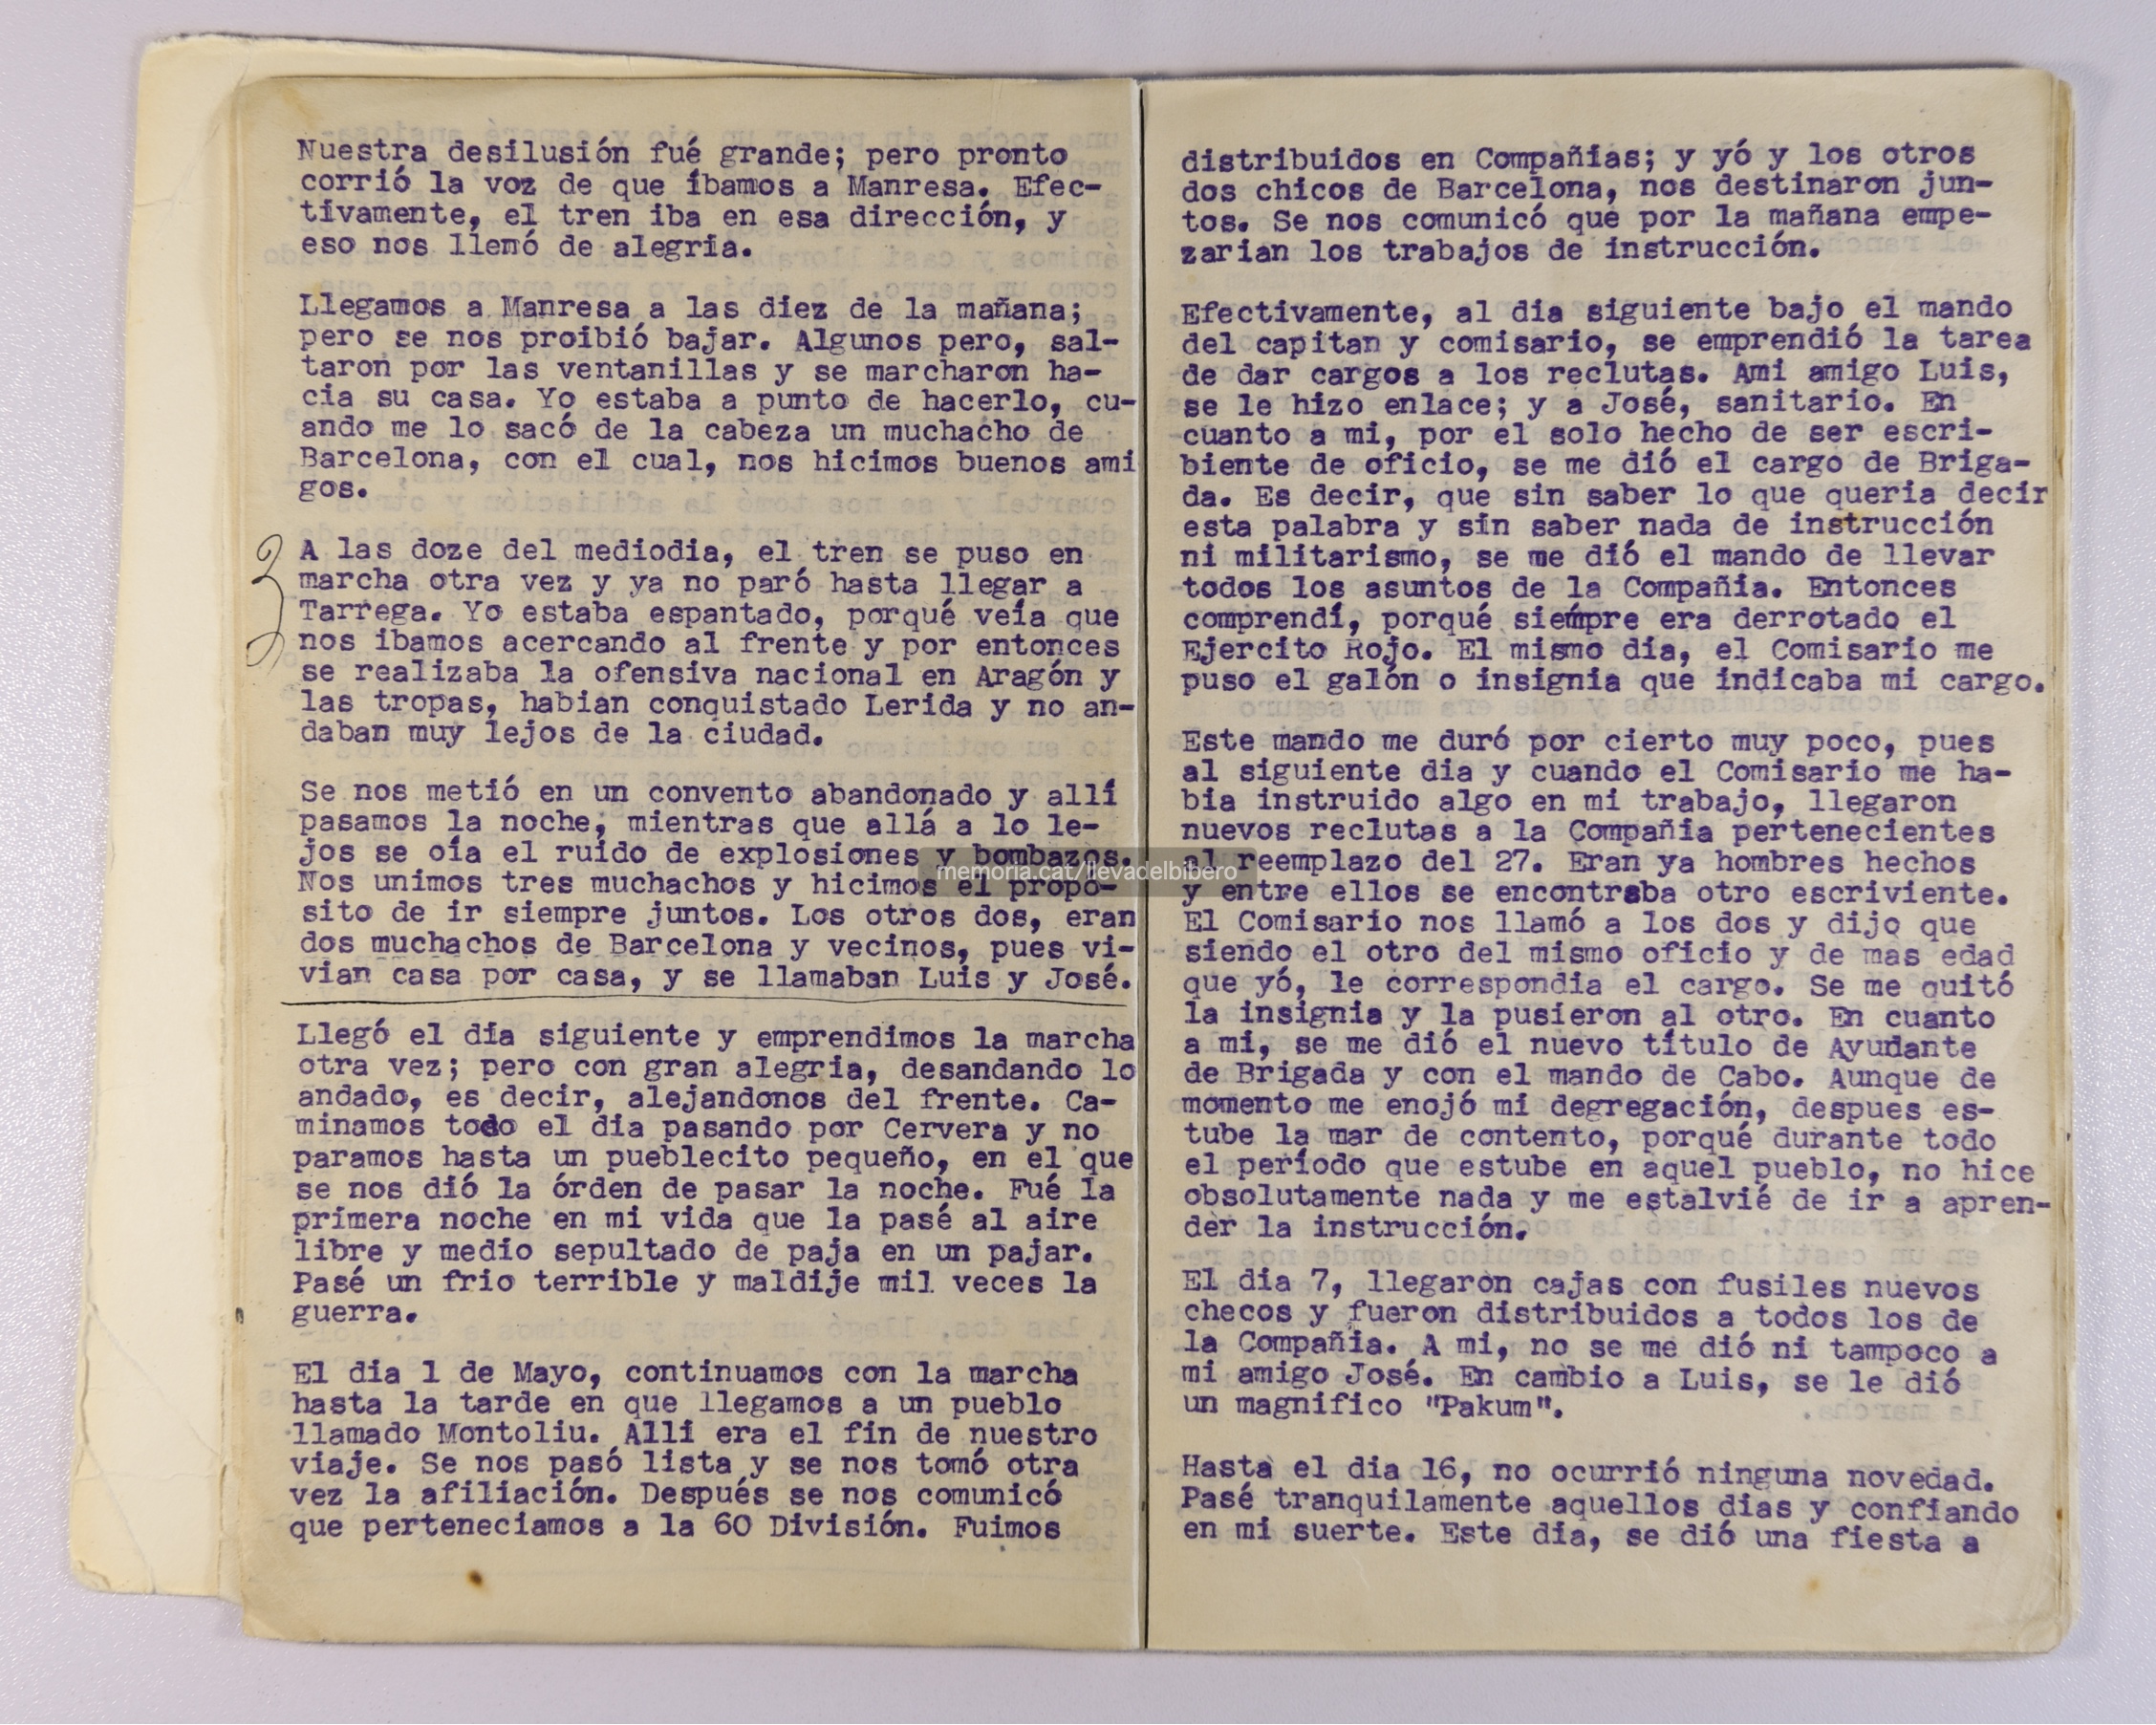 Nuestra desilusión fué grande; pero pronto
corrió la voz de que íbamos a Manresa. Efec-
tivamente, el tren iba en esa dirección, y
eso nos llenó de alegria.
Llegamos a Manresa a las diez de la mañana;
pero se nos proibió bajar. Algunos pero, sal-
taron por las ventanillas y se marcharon ha-
cia su casa. Yo estaba a punto de hacerlo, cu-
ando me lo sacó de la cabeza un muchacho de
Barcelona, con el cual, nos hicimos buenos ami
gos.
A las doze del mediodia, el tren se puso en
marcha otra vez y ya no paró hasta llegar a
Tarrega. Yo estaba espantado, porqué veía que
nos ibamos acercando al frente y por entonces
se realizaba la ofensiva nacional en Aragón y
las tropas, habian conquistado Lerida y no an-
daban muy lejos de la ciudad.
Se nos metió en un convento abandonado y allí
pasamos la noche, mientras que allá a lo le-
jos se oía el ruido de explosiones y bombazos.
Nos unimos tres muchachos y hicimos el propo-
sito de ir siempre juntos. Los otros dos, eran
dos muchachos de Barcelona y vecinos, pues vi-
vian casa por casa, y se llamaban Luis y José.
Llegó el día siguiente y emprendimos la marcha
otra vez; pero con gran alegria, desandando lo
andado, es decir, alejandonos del frente. Ca-
minamos todo el dia pasando por Cervera y no
paramos hasta un pueblecito pequeño, en el que
se nos dió la órden de pasar la noche. Fué la
primera noche en mi vida que la pasé al aire
libre y medio sepultado de paja en un pajar.
Pasé un frio terrible y maldije mil veces la
guerra.
El dia 1 de Mayo, continuamos con la marcha
hasta la tarde en que llegamos a un pueblo
llamado Montoliu. Allí era el fin de nuestro
viaje. Se nos pasó lista y se nos tomó otra
vez la afiliación. Después se nos comunicó
que perteneciamos a la 60 División. Fuimos
distribuidos en Compañias; y yó y los otros
dos chicos de Barcelona, nos destinaron jun-
tos. Se nos comunicó que por la mañana empe-
zarian los trabajos de instrucción.
Efectivamente, al dia siguiente bajo el mando
del capitan y comisario, se emprendió la tarea
de dar cargos a los reclutas. Ami amigo Luis,
se le hizo enlace; y a José, sanitario. En
cuanto a mi, por el solo hecho de ser escri-
biente de oficio, se me dió el cargo de Briga-
da. Es decir, que sin saber lo que queria decir
esta palabra y sin saber nada de instrucción
ni militarismo, se me dió el mando de llevar
todos los asuntos de la Compañia. Entonces
comprendí, porqué siempre era derrotado el
Ejercito Rojo. El mismo día, el Comisario me
puso el galón o insignia que indicaba mi cargo.
Este mando me duró por cierto muy poco, pues
al siguiente dia y cuando el Comisario me ha-
bia instruido algo en mi trabajo, llegaron
nuevos reclutas a la Compañia pertenecientes
al reemplazo del 27. Eran ya hombres hechos
y entre ellos se encontraba otro escriviente.
El Comisario nos llamó a los dos y dijo que
siendo el otro del mismo oficio y de mas edad
que yó, le correspondia el cargo. Se me quitó
la insignia y la pusieron al otro. En cuanto
a mi, se me dió el nuevo título de Ayudante
de Brigada y con el mando de Cabo. Aunque de
momento me enojó mi degregación, despues es-
tube la mar de contento, porqué durante todo
el período que estube en aquel pueblo, no hice
obsolutamente nada y me estalvié de ir a apren-
der la instrucción.
El dia 7, llegaron cajas con fusiles nuevos
checos y fueron distribuidos a todos los de
la Compañia. A mi, no se me dió ni tampoco a
mi amigo José. En cambio a Luis, se le dió
un magnifico "Pakum".
Hasta el dia 16, no ocurrió ninguna novedad.
Pasé tranquilamente aquellos dias y confiando
en mi suerte. Este dia, se dió una fiesta a
memoria.cat/llevadelbibero